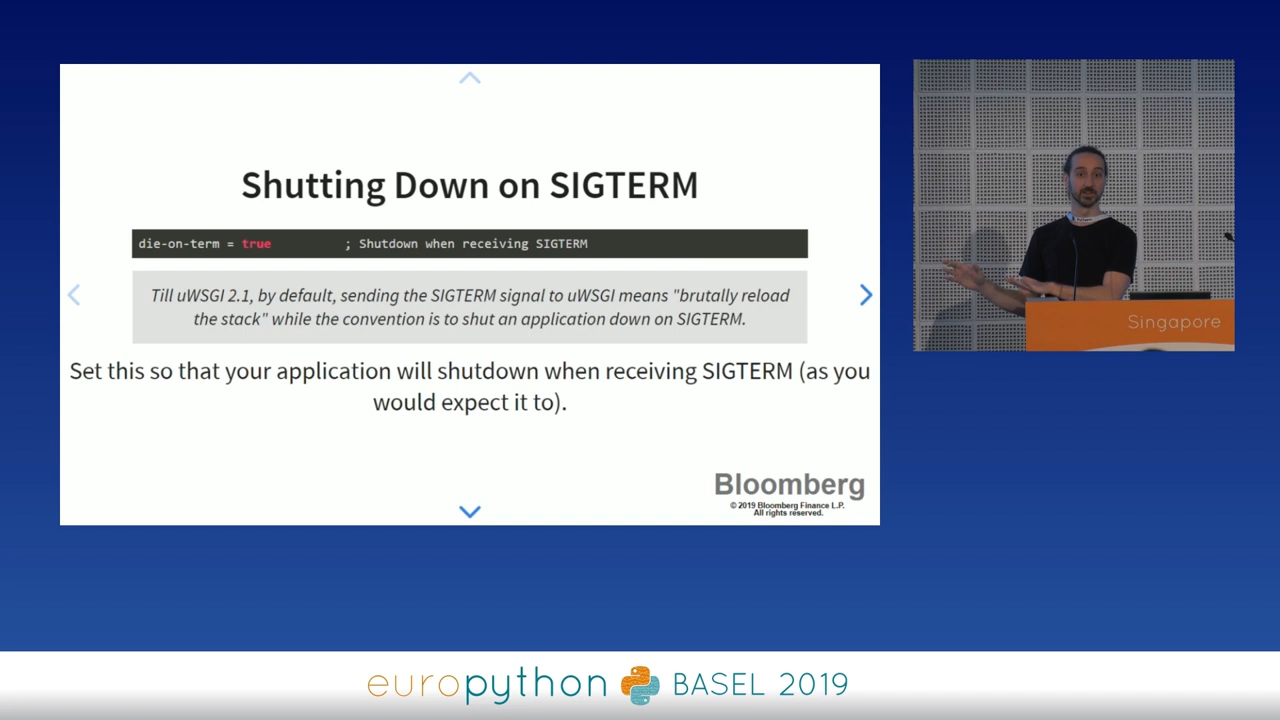 Shutting Down on SIGTERM
die-on-term = true ; Shutdown when receiving SIGTERM
Till uWSGI 2.1, by default, sending the SIGTERM signal to uWSGI means "brutally reload
the stack" while the convention is to shut an application down on SIGTERM.
Set this so that your application will shutdown when receiving SIGTERM (as you
would expect it to).
Bloomberg
© 2019 Bloomberg Finance L.P.
All rights reserved.
Singapore
europython BASEL 2019